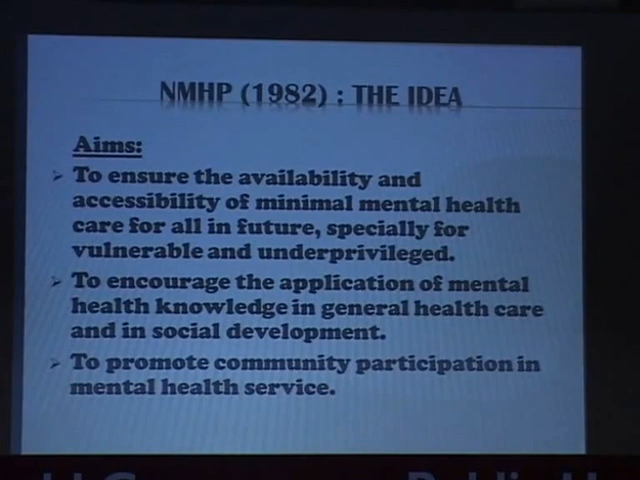 NMHP (1982) : THE IDEA
Aims:
➢ To ensure the availability and
accessibility of minimal mental health
care for all in future, specially for
vulnerable and underprivileged.
➢ To encourage the application of mental
health knowledge in general health care
and in social development.
➢ To promote community participation in
mental health service.